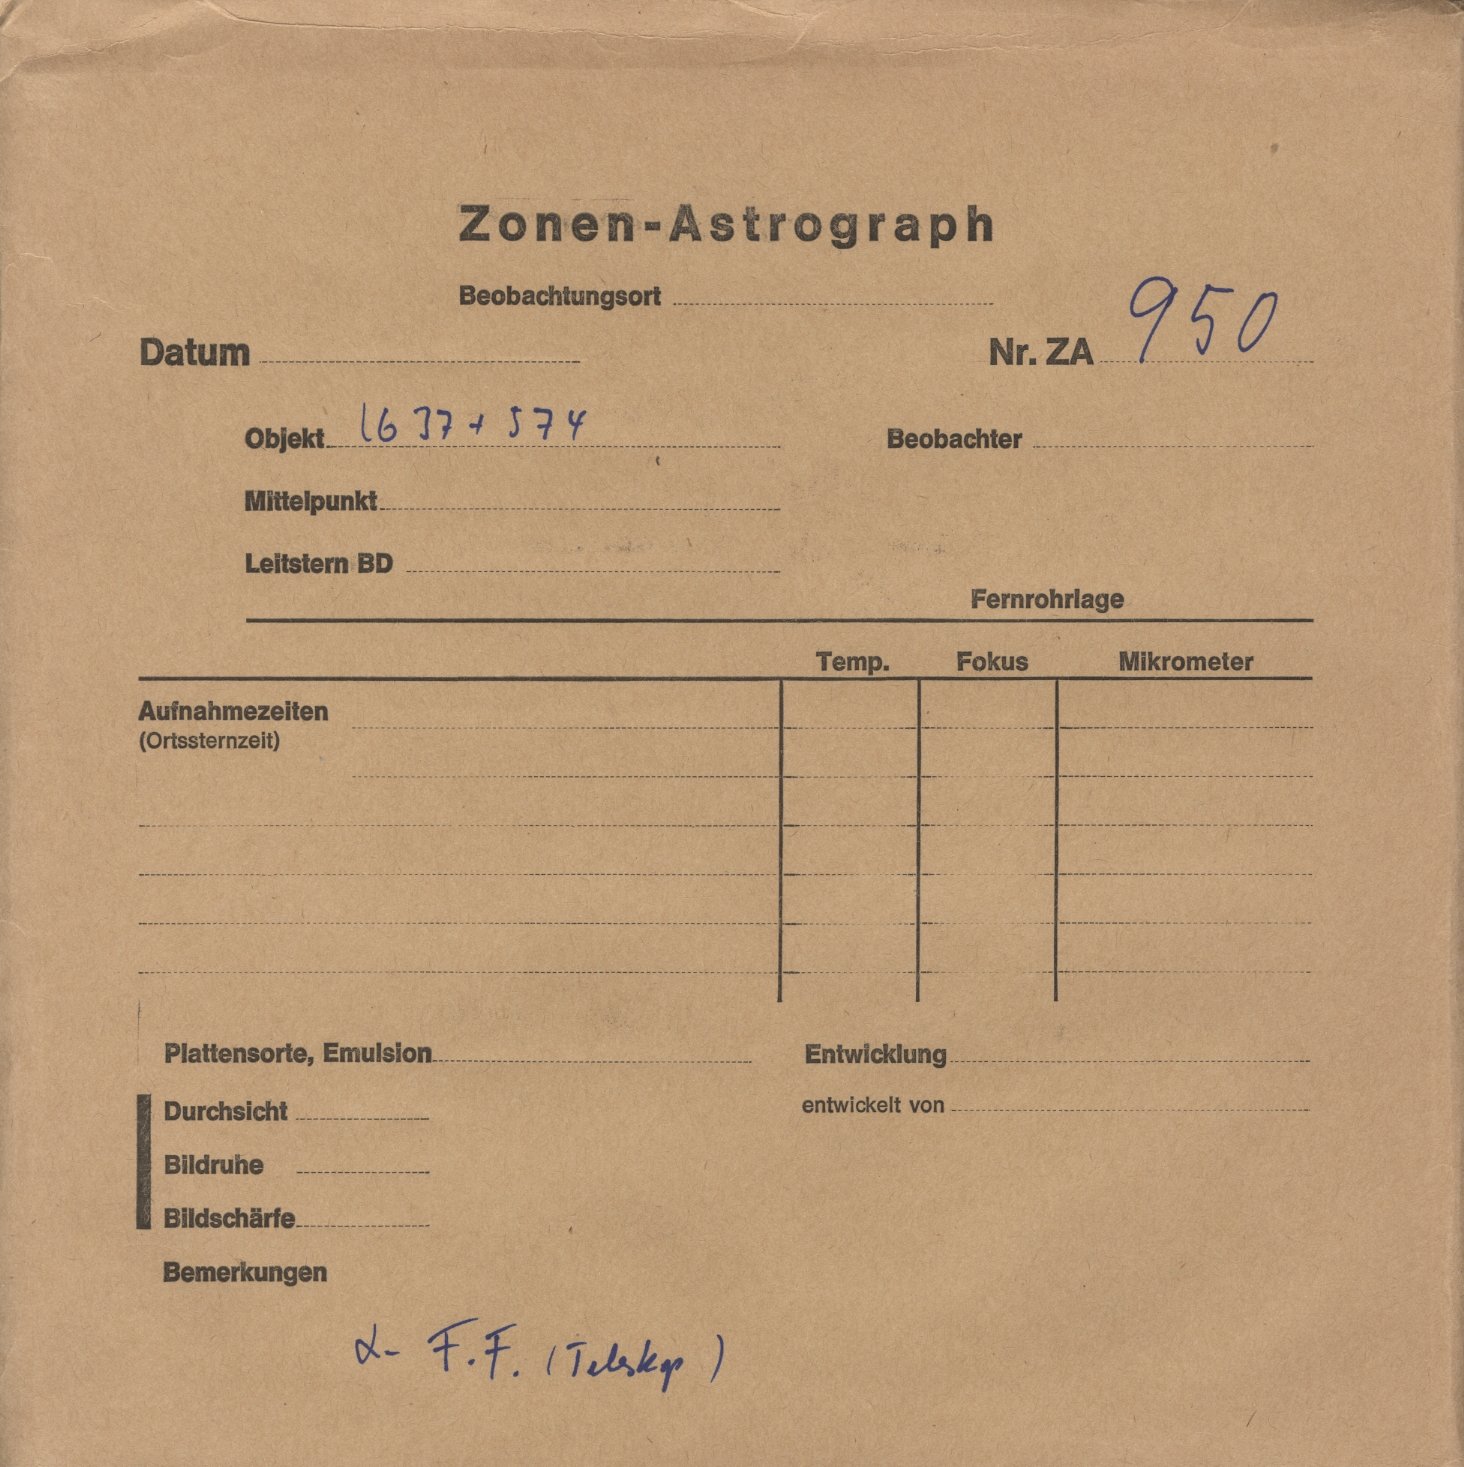 Zonen-Astrograph
Beobachtungsort
Datum Nr. ZA 950
Objekt 1637+574 Beobachter
Mittelpunkt
Leitstern BD
Fernrohrlage
Temp. Fokus Mikrometer
Aufnahmezeiten
(Ortssternzeit)
Plattensorte, Emulsion Entwicklung
Durchsicht entwickelt von
Bildruhe
Bildschärfe
Bemerkungen
α- F.F. (Teleskop)